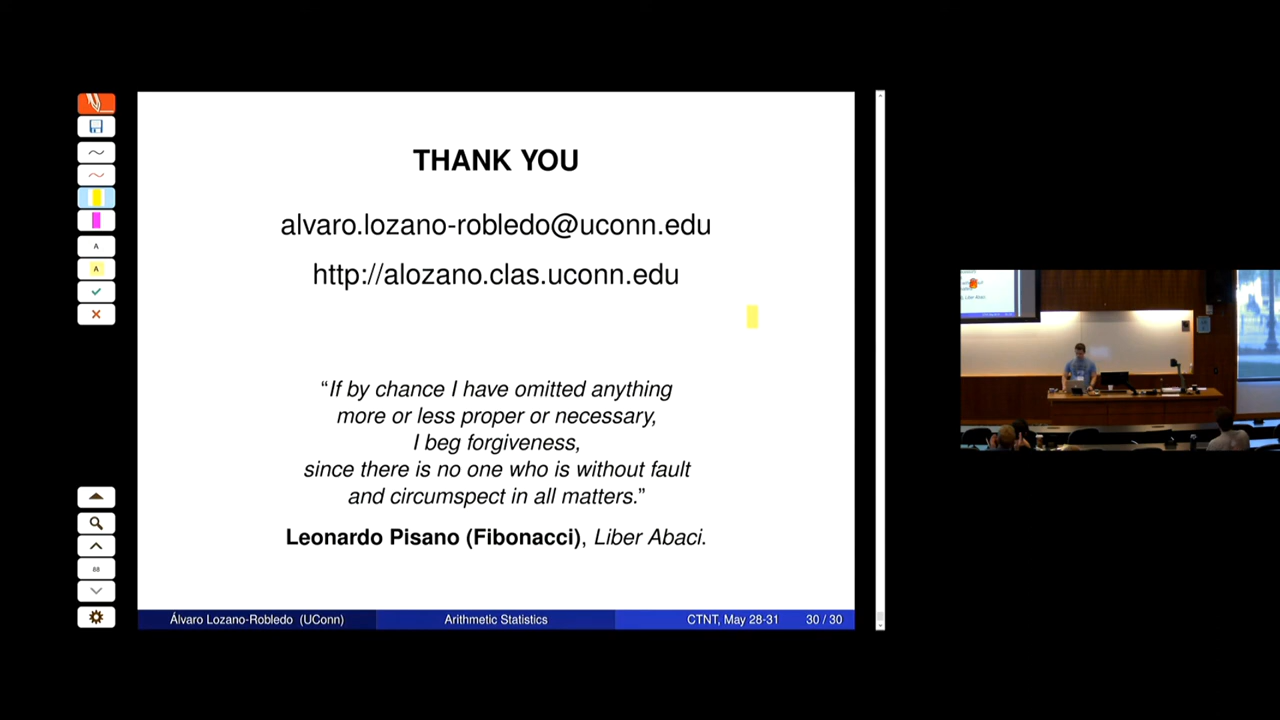 THANK YOU
alvaro.lozano-robledo@uconn.edu
http://alozano.clas.uconn.edu
“If by chance I have omitted anything
more or less proper or necessary,
I beg forgiveness,
since there is no one who is without fault
and circumspect in all matters.”
Leonardo Pisano (Fibonacci), Liber Abaci.
Álvaro Lozano-Robledo (UConn) Arithmetic Statistics CTNT, May 28-31 30 / 30
A
A
88